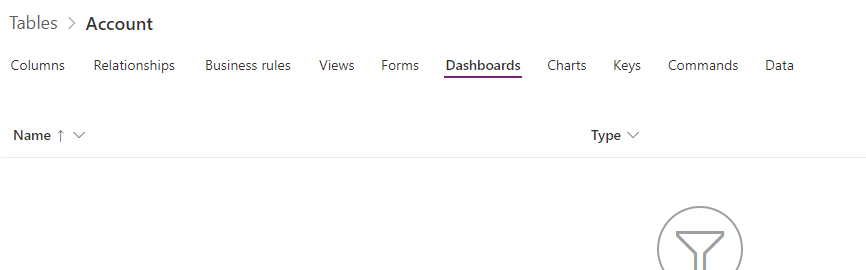 Tables > Account
Columns Relationships Business rules Views Forms Dashboards Charts Keys Commands Data
Name ↑ Type